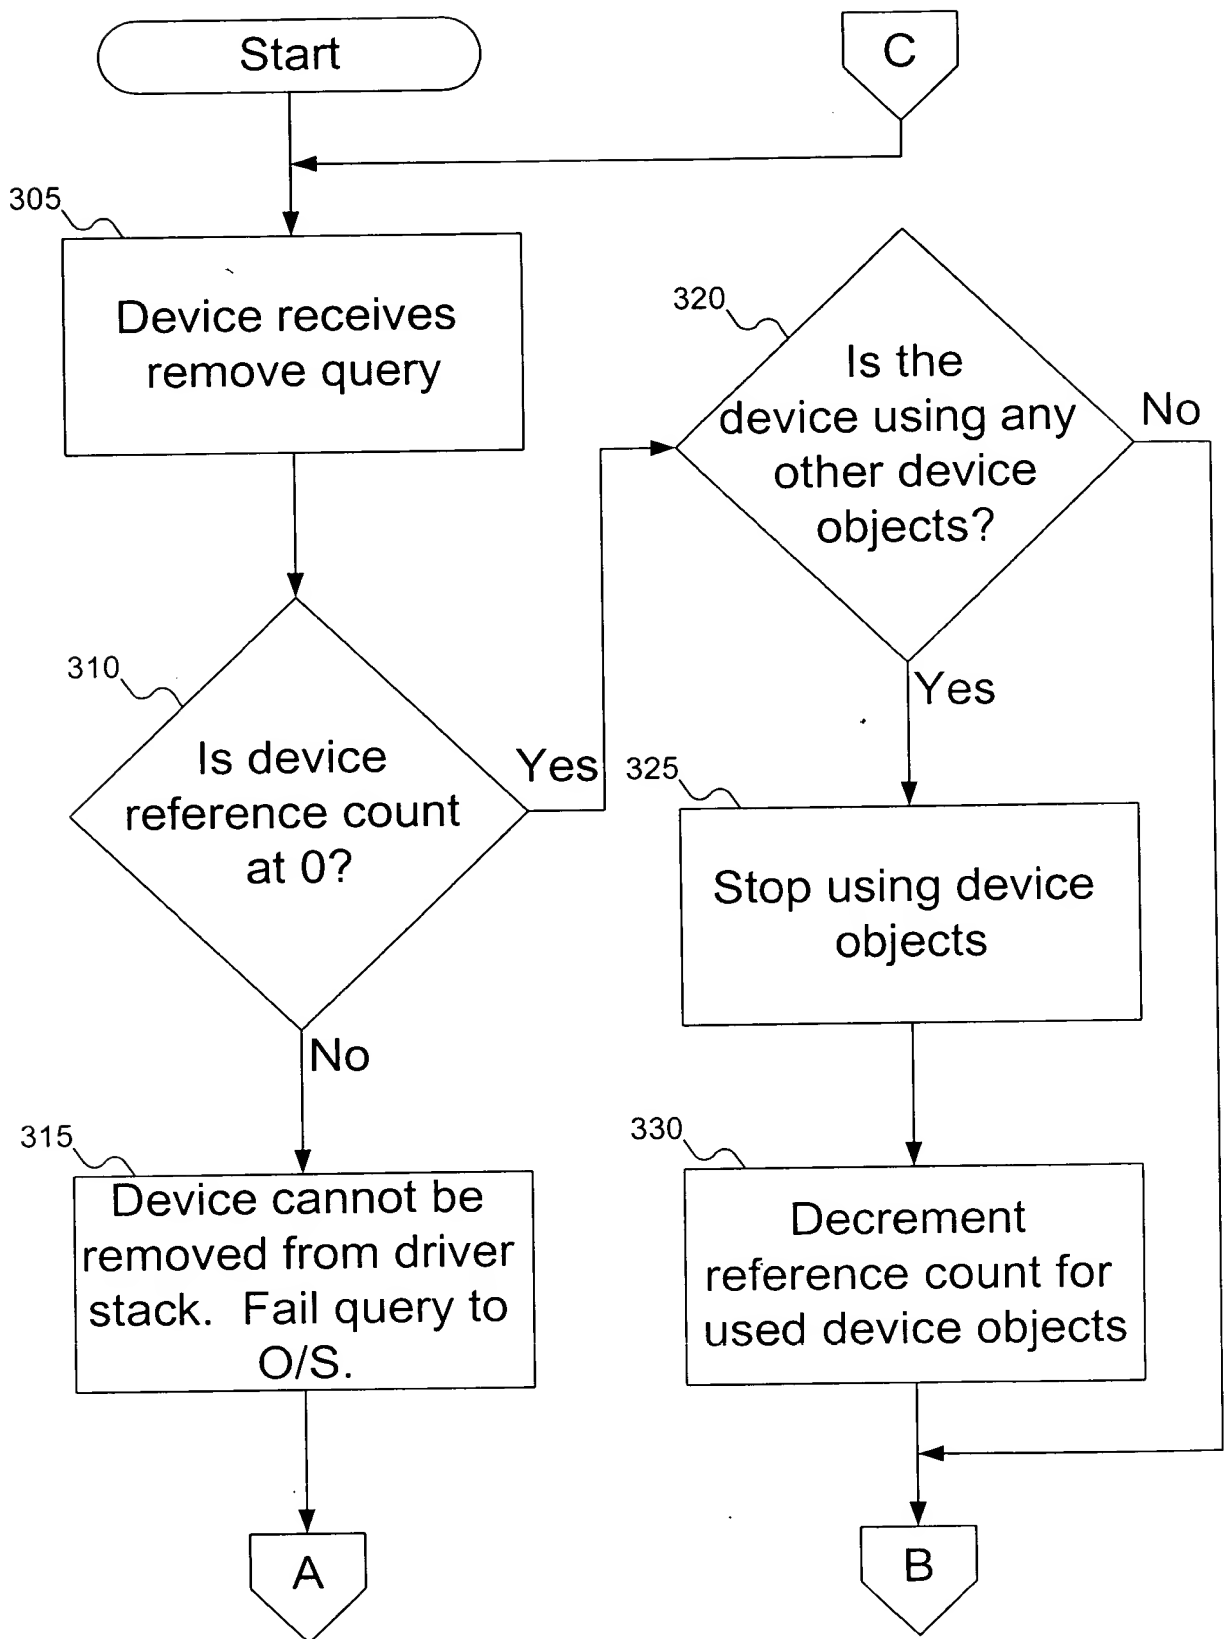 Start
C
305
Device receives
remove query
310
Is device
reference count
at 0?
Yes
No
315
Device cannot be
removed from driver
stack.  Fail query to
O/S.
A
320
Is the
device using any
other device
objects?
No
Yes
325
Stop using device
objects
330
Decrement
reference count for
used device objects
B